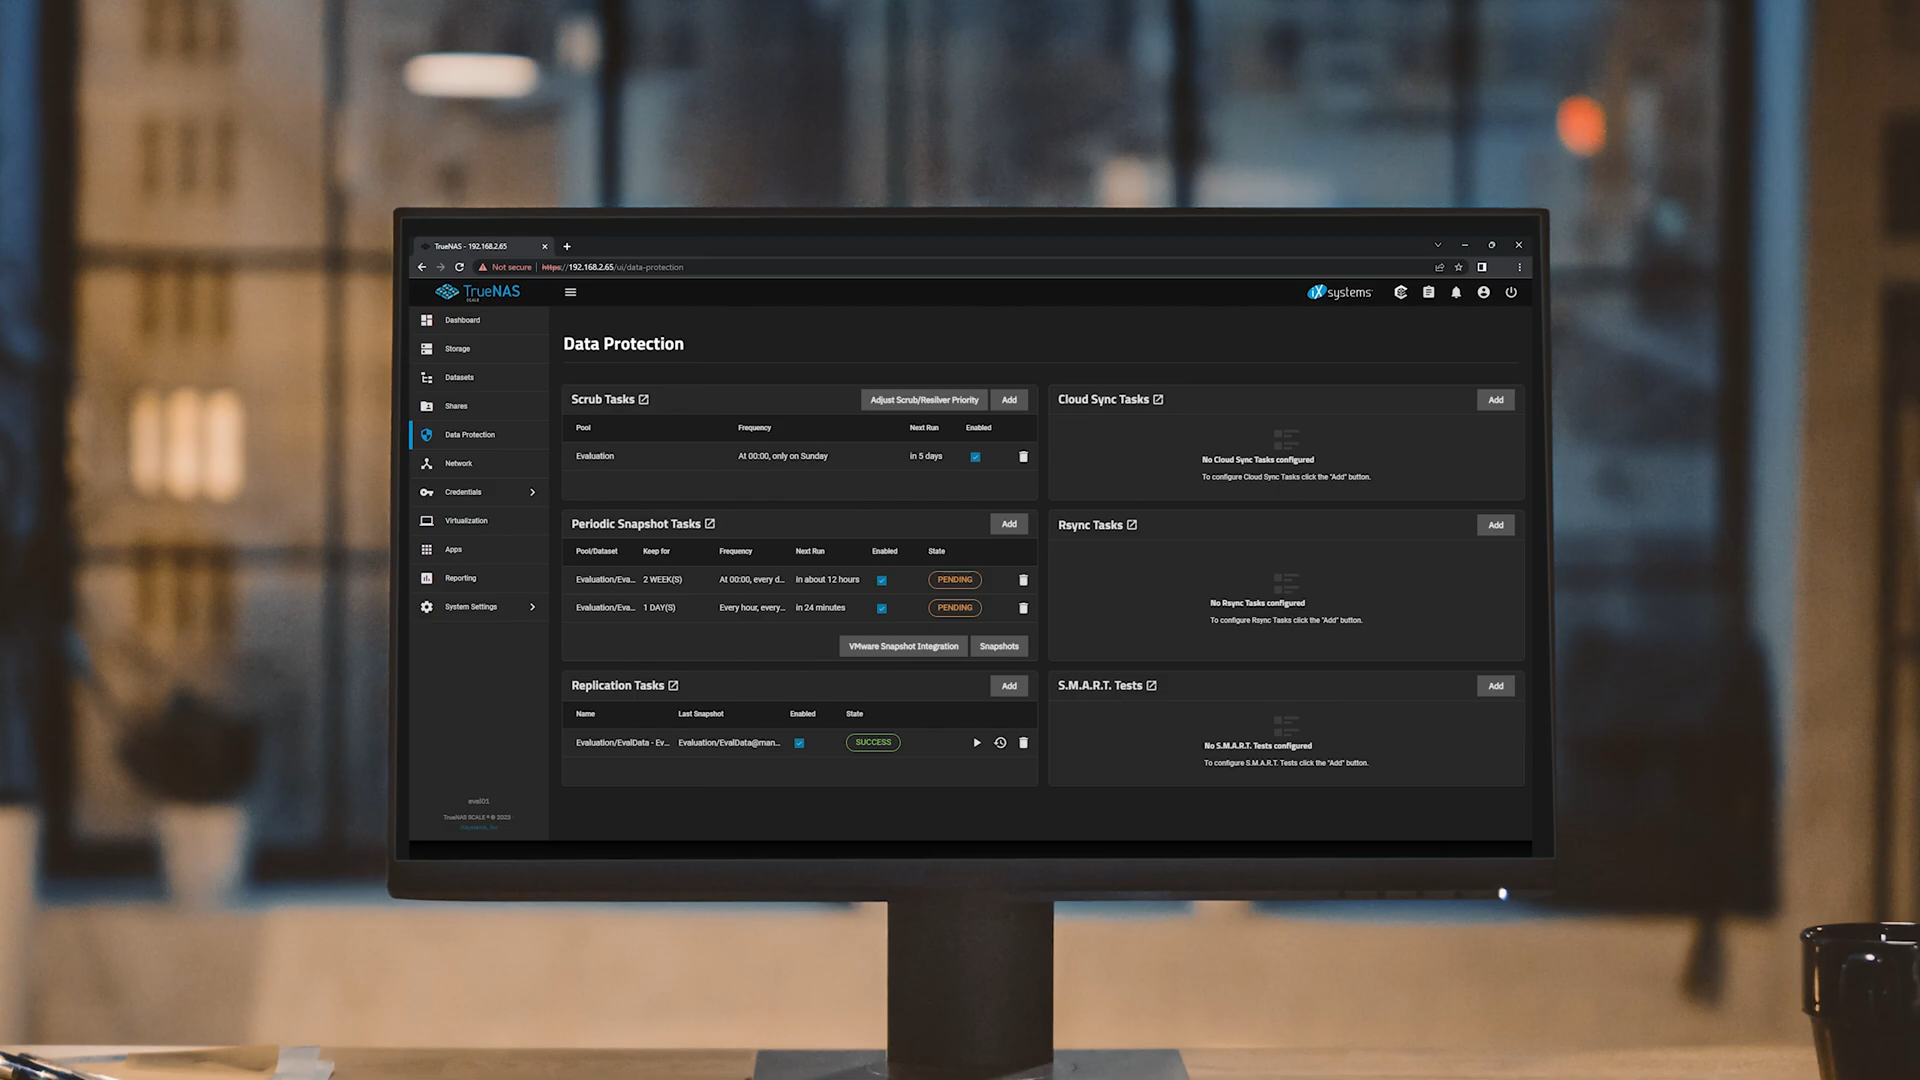 TrueNAS - 192.168.2.65
Not secure https://192.168.2.65/ui/data-protection
TrueNAS
SCALE
iXsystems
Dashboard
Storage
Datasets
Shares
Data Protection
Network
Credentials
Virtualization
Apps
Reporting
System Settings
eval01
TrueNAS SCALE ® © 2023 -
Data Protection
Scrub Tasks
Adjust Scrub/Resilver Priority
Add
Pool Frequency Next Run Enabled
Evaluation At 00:00, only on Sunday in 5 days
Periodic Snapshot Tasks
Add
Pool/Dataset Keep for Frequency Next Run Enabled State
Evaluation/Eva... 2 WEEK(S) At 00:00, every d... in about 12 hours PENDING
Evaluation/Eva... 1 DAY(S) Every hour, every... in 24 minutes PENDING
VMware Snapshot Integration
Snapshots
Replication Tasks
Add
Name Last Snapshot Enabled State
Evaluation/EvalData - Ev... Evaluation/EvalData@man... SUCCESS
Cloud Sync Tasks
Add
No Cloud Sync Tasks configured
To configure Cloud Sync Tasks click the "Add" button.
Rsync Tasks
Add
No Rsync Tasks configured
To configure Rsync Tasks click the "Add" button.
S.M.A.R.T. Tests
Add
No S.M.A.R.T. Tests configured
To configure S.M.A.R.T. Tests click the "Add" button.